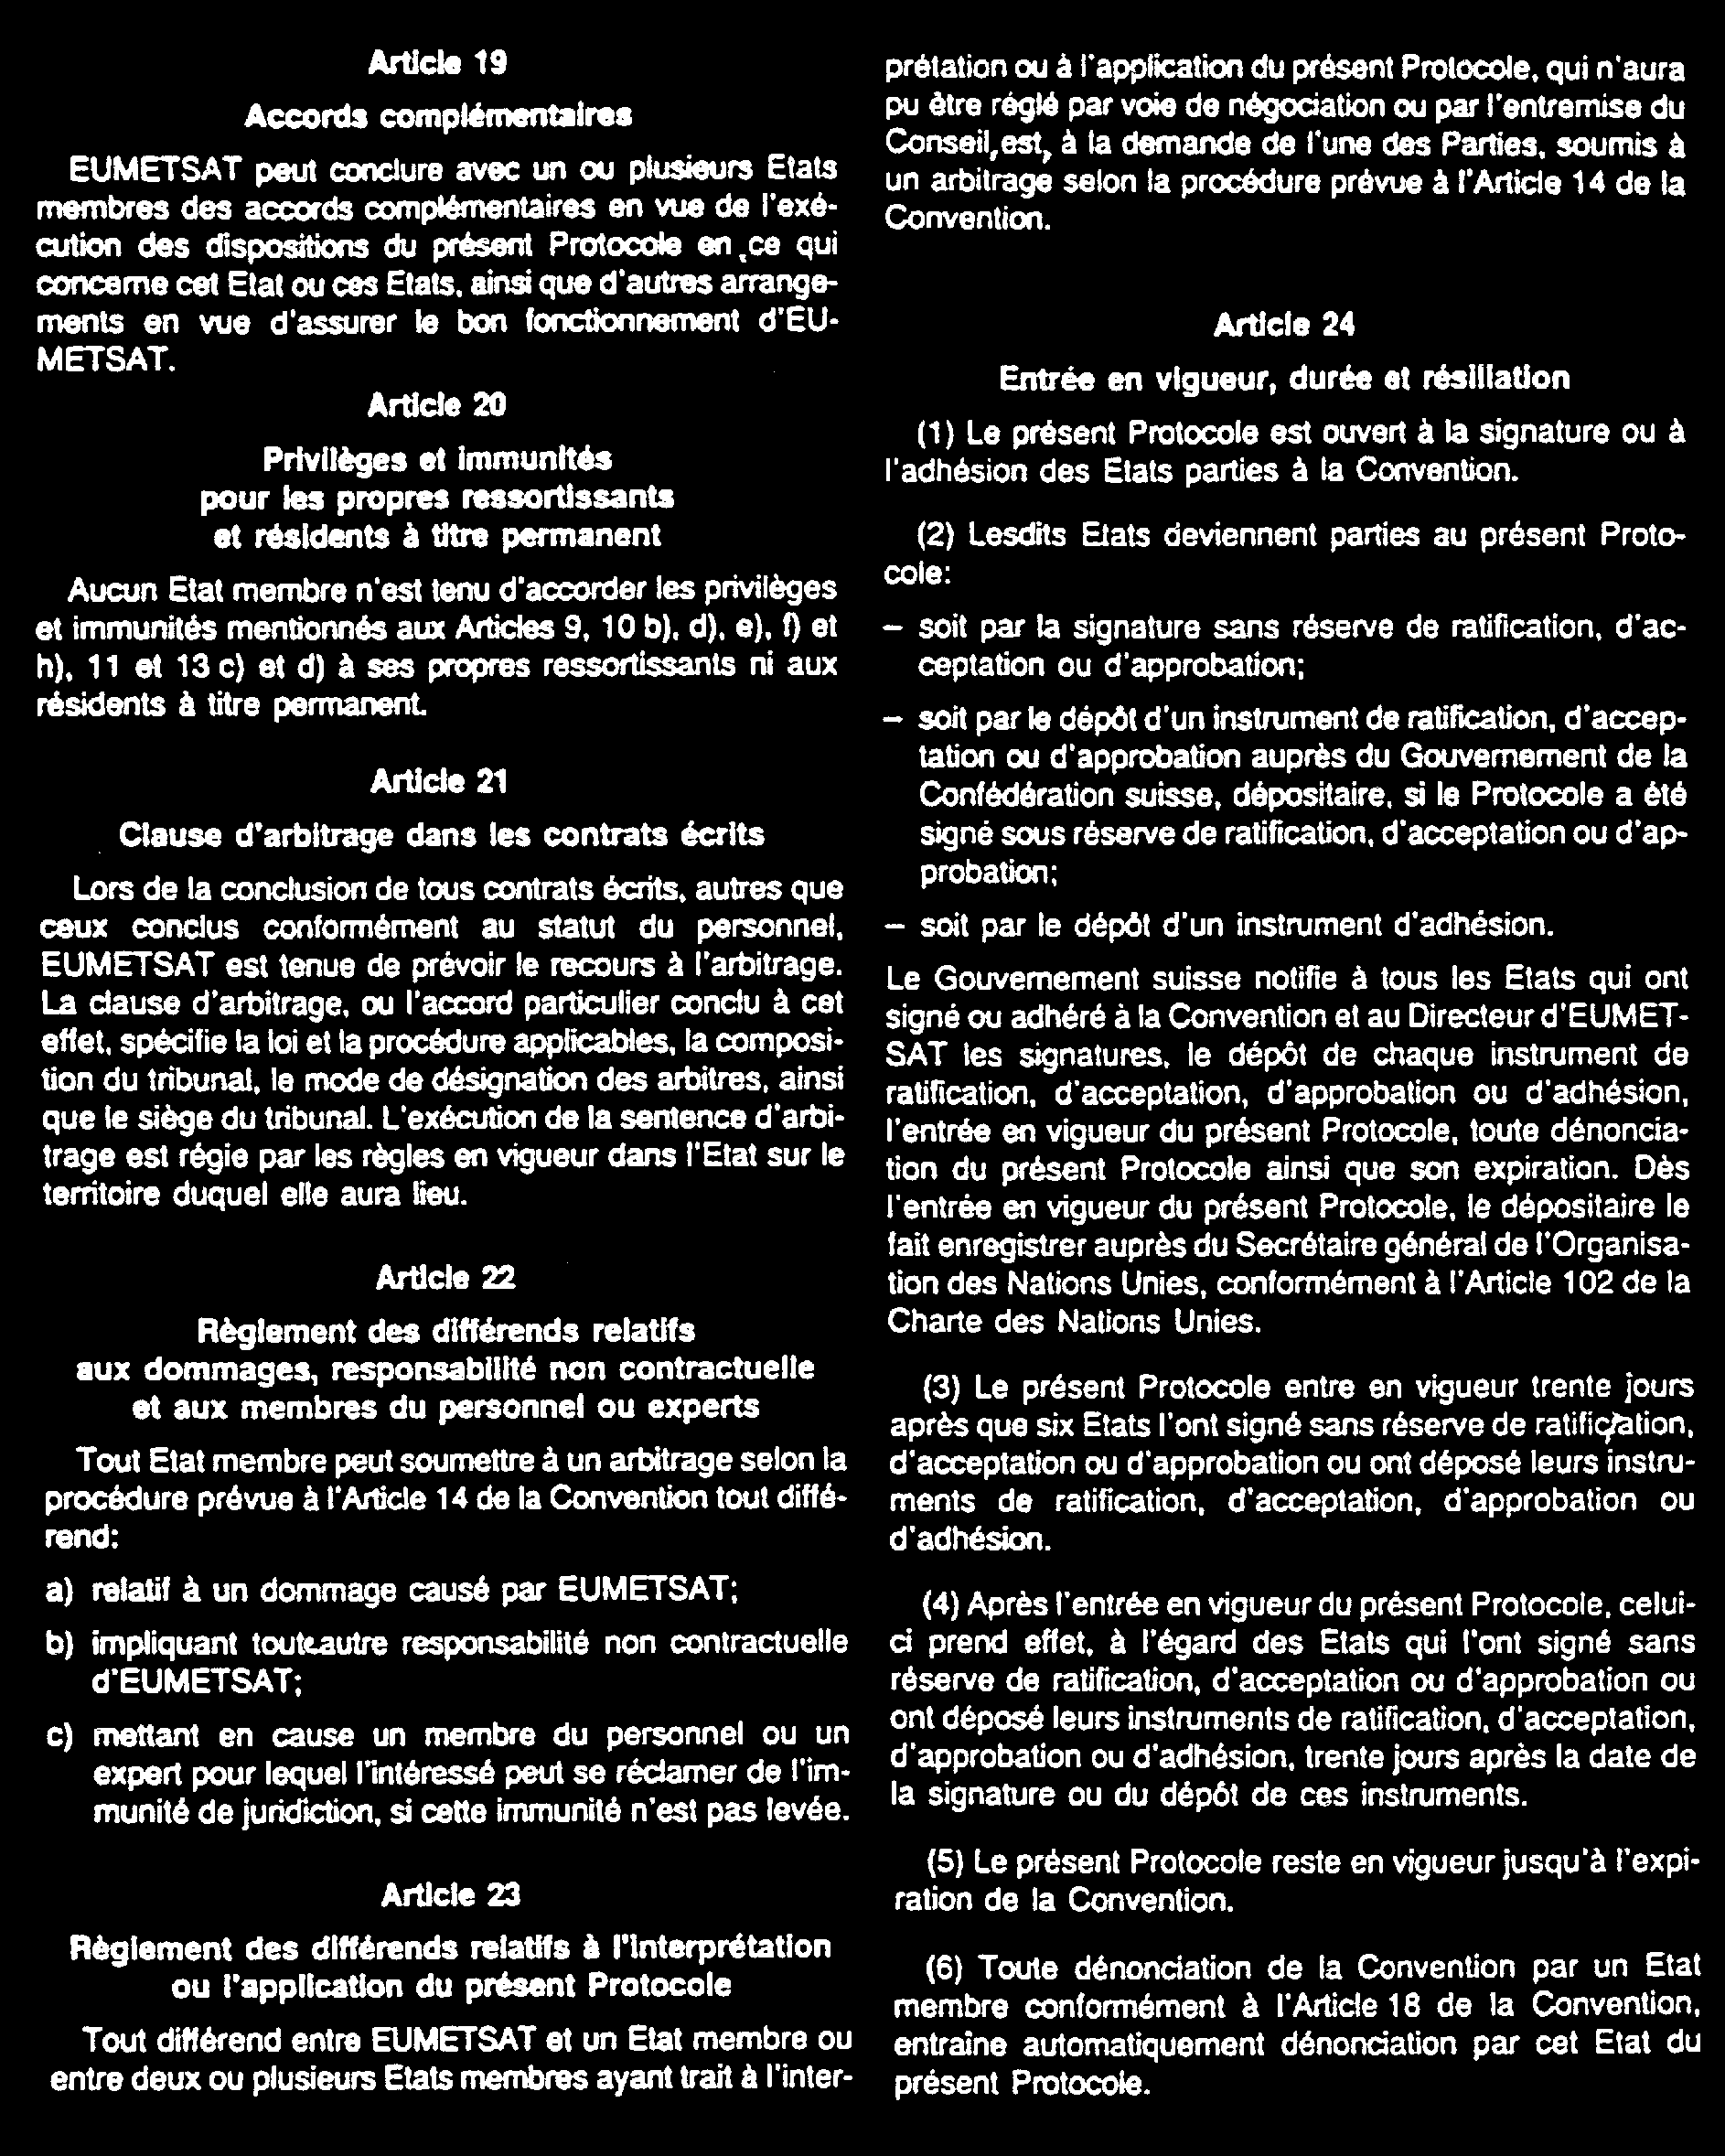 Article 19
Accords complémentaires
EUMETSAT peut conclure avec un ou plusieurs Etats
membres des accords complémentaires en vue de l'exé-
cution des dispositions du présent Protocole en ce qui
concerne cet Etat ou ces Etats, ainsi que d'autres arrange-
ments en vue d'assurer le bon fonctionnement d'EU-
METSAT.
Article 20
Privilèges et immunités
pour les propres ressortissants
et résidents à titre permanent
Aucun Etat membre n'est tenu d'accorder les privilèges
et immunités mentionnés aux Articles 9, 10 b), d), e), f) et
h), 11 et 13 c) et d) à ses propres ressortissants ni aux
résidents à titre permanent.
Article 21
Clause d'arbitrage dans les contrats écrits
Lors de la conclusion de tous contrats écrits, autres que
ceux conclus conformément au statut du personnel,
EUMETSAT est tenue de prévoir le recours à l'arbitrage.
La clause d'arbitrage, ou l'accord particulier conclu à cet
effet, spécifie la loi et la procédure applicables, la composi-
tion du tribunal, le mode de désignation des arbitres, ainsi
que le siège du tribunal. L'exécution de la sentence d'arbi-
trage est régie par les règles en vigueur dans l'Etat sur le
territoire duquel elle aura lieu.
Article 22
Règlement des différends relatifs
aux dommages, responsabilité non contractuelle
et aux membres du personnel ou experts
Tout Etat membre peut soumettre à un arbitrage selon la
procédure prévue à l'Article 14 de la Convention tout diffé-
rend:
a) relatif à un dommage causé par EUMETSAT;
b) impliquant toute autre responsabilité non contractuelle
d'EUMETSAT;
c) mettant en cause un membre du personnel ou un
expert pour lequel l'intéressé peut se réclamer de l'im-
munité de juridiction, si cette immunité n'est pas levée.
Article 23
Règlement des différends relatifs à l'interprétation
ou l'application du présent Protocole
Tout différend entre EUMETSAT et un Etat membre ou
entre deux ou plusieurs Etats membres ayant trait à l'inter-
prétation ou à l'application du présent Protocole, qui n'aura
pu être réglé par voie de négociation ou par l'entremise du
Conseil, est, à la demande de l'une des Parties, soumis à
un arbitrage selon la procédure prévue à l'Article 14 de la
Convention.
Article 24
Entrée en vigueur, durée et résiliation
(1) Le présent Protocole est ouvert à la signature ou à
l'adhésion des Etats parties à la Convention.
(2) Lesdits Etats deviennent parties au présent Proto-
cole:
– soit par la signature sans réserve de ratification, d'ac-
ceptation ou d'approbation;
– soit par le dépôt d'un instrument de ratification, d'accep-
tation ou d'approbation auprès du Gouvernement de la
Confédération suisse, dépositaire, si le Protocole a été
signé sous réserve de ratification, d'acceptation ou d'ap-
probation;
– soit par le dépôt d'un instrument d'adhésion.
Le Gouvernement suisse notifie à tous les Etats qui ont
signé ou adhéré à la Convention et au Directeur d'EUMET-
SAT les signatures, le dépôt de chaque instrument de
ratification, d'acceptation, d'approbation ou d'adhésion,
l'entrée en vigueur du présent Protocole, toute dénoncia-
tion du présent Protocole ainsi que son expiration. Dès
l'entrée en vigueur du présent Protocole, le dépositaire le
fait enregistrer auprès du Secrétaire général de l'Organisa-
tion des Nations Unies, conformément à l'Article 102 de la
Charte des Nations Unies.
(3) Le présent Protocole entre en vigueur trente jours
après que six Etats l'ont signé sans réserve de ratification,
d'acceptation ou d'approbation ou ont déposé leurs instru-
ments de ratification, d'acceptation, d'approbation ou
d'adhésion.
(4) Après l'entrée en vigueur du présent Protocole, celui-
ci prend effet, à l'égard des Etats qui l'ont signé sans
réserve de ratification, d'acceptation ou d'approbation ou
ont déposé leurs instruments de ratification, d'acceptation,
d'approbation ou d'adhésion, trente jours après la date de
la signature ou du dépôt de ces instruments.
(5) Le présent Protocole reste en vigueur jusqu'à l'expi-
ration de la Convention.
(6) Toute dénonciation de la Convention par un Etat
membre conformément à l'Article 18 de la Convention,
entraîne automatiquement dénonciation par cet Etat du
présent Protocole.